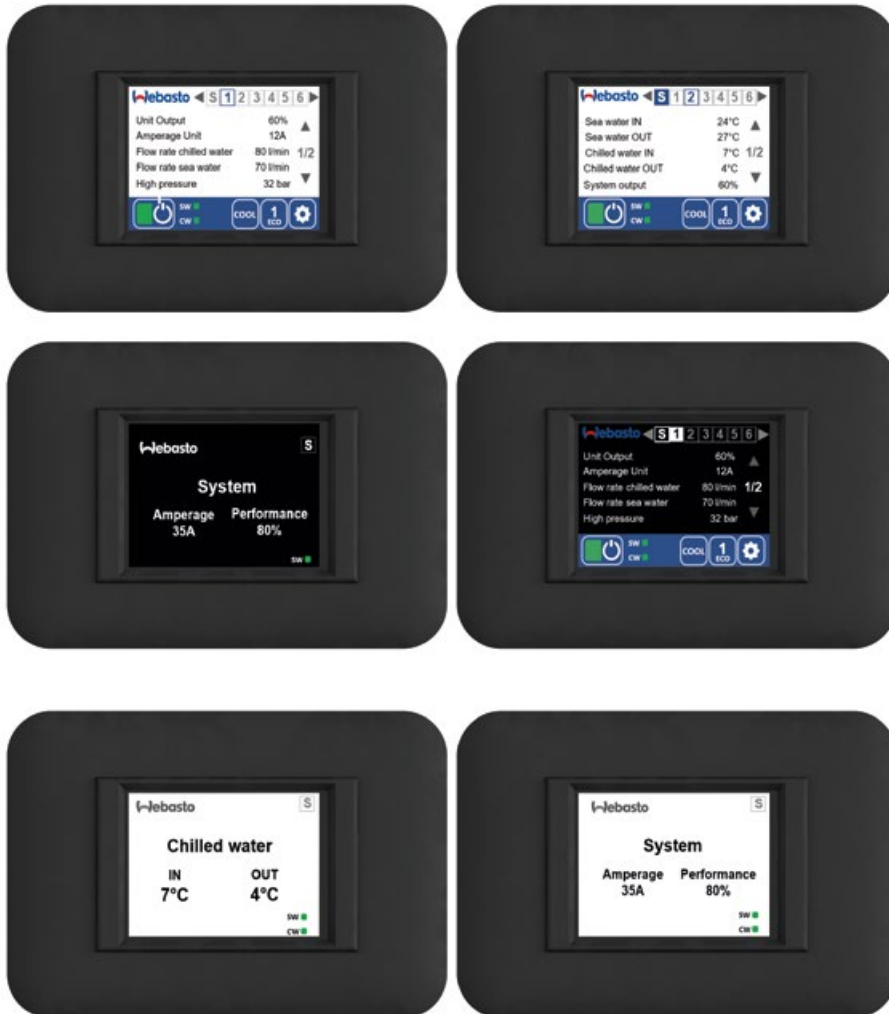 Webasto S 1 2 3 4 5 6
Unit Output 60%
Amperage Unit 12A
Flow rate chilled water 80 l/min 1/2
Flow rate sea water 70 l/min
High pressure 32 bar
SW
CW
COOL 1 ECO
Webasto S 1 2 3 4 5 6
Sea water IN 24°C
Sea water OUT 27°C
Chilled water IN 7°C 1/2
Chilled water OUT 4°C
System output 60%
SW
CW
COOL 1 ECO
Webasto S
System
Amperage Performance
35A 80%
SW
Webasto S 1 2 3 4 5 6
Unit Output 60%
Amperage Unit 12A
Flow rate chilled water 80 l/min 1/2
Flow rate sea water 70 l/min
High pressure 32 bar
SW
CW
COOL 1 ECO
Webasto S
Chilled water
IN OUT
7°C 4°C
SW
CW
Webasto S
System
Amperage Performance
35A 80%
SW
CW